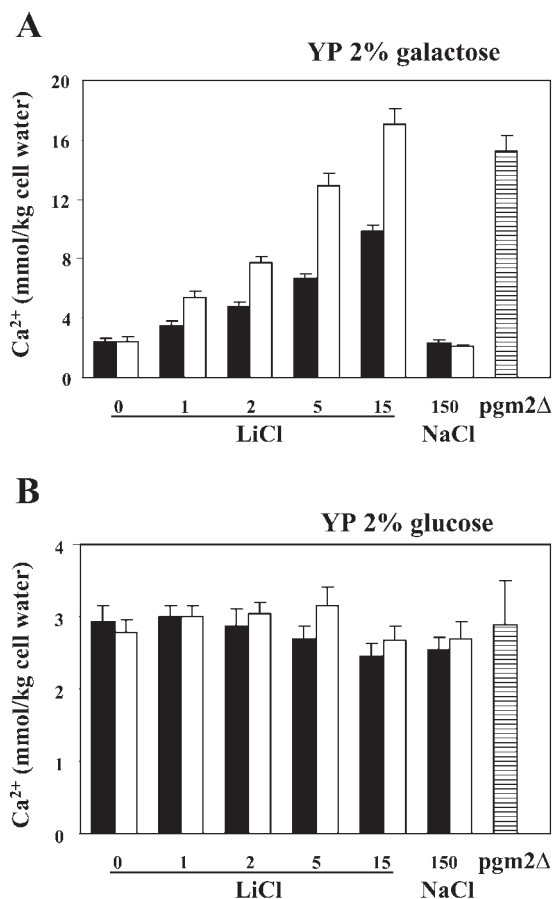 A
YP 2% galactose
Ca²⁺ (mmol/kg cell water)
20
16
12
8
4
0
0 1 2 5 15 150 pgm2Δ
LiCl NaCl
B
YP 2% glucose
Ca²⁺ (mmol/kg cell water)
4
3
2
1
0
0 1 2 5 15 150 pgm2Δ
LiCl NaCl